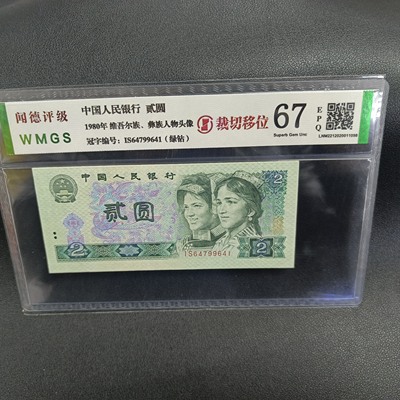 闻德评级
WMGS
中国人民银行 贰圆
1980年 维吾尔族、彝族人物头像
冠字编号：IS64799641（绿钻）
裁切移位
67
Superb Gem Unc
EPQ
中国人民银行
2
贰圆
2
IS64799641
2